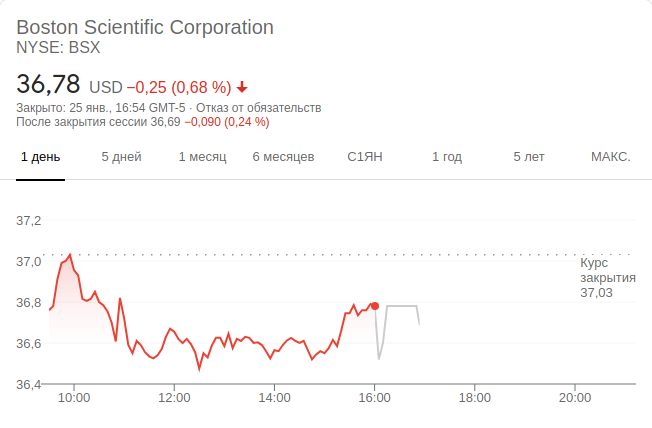 Boston Scientific Corporation
NYSE: BSX
36,78 USD −0,25 (0,68 %)
Закрыто: 25 янв., 16:54 GMT-5 · Отказ от обязательств
После закрытия сессии 36,69 −0,090 (0,24 %)
1 день 5 дней 1 месяц 6 месяцев С1ЯН 1 год 5 лет МАКС.
37,2
37,0
Курс
закрытия
37,03
36,8
36,6
36,4
10:00 12:00 14:00 16:00 18:00 20:00